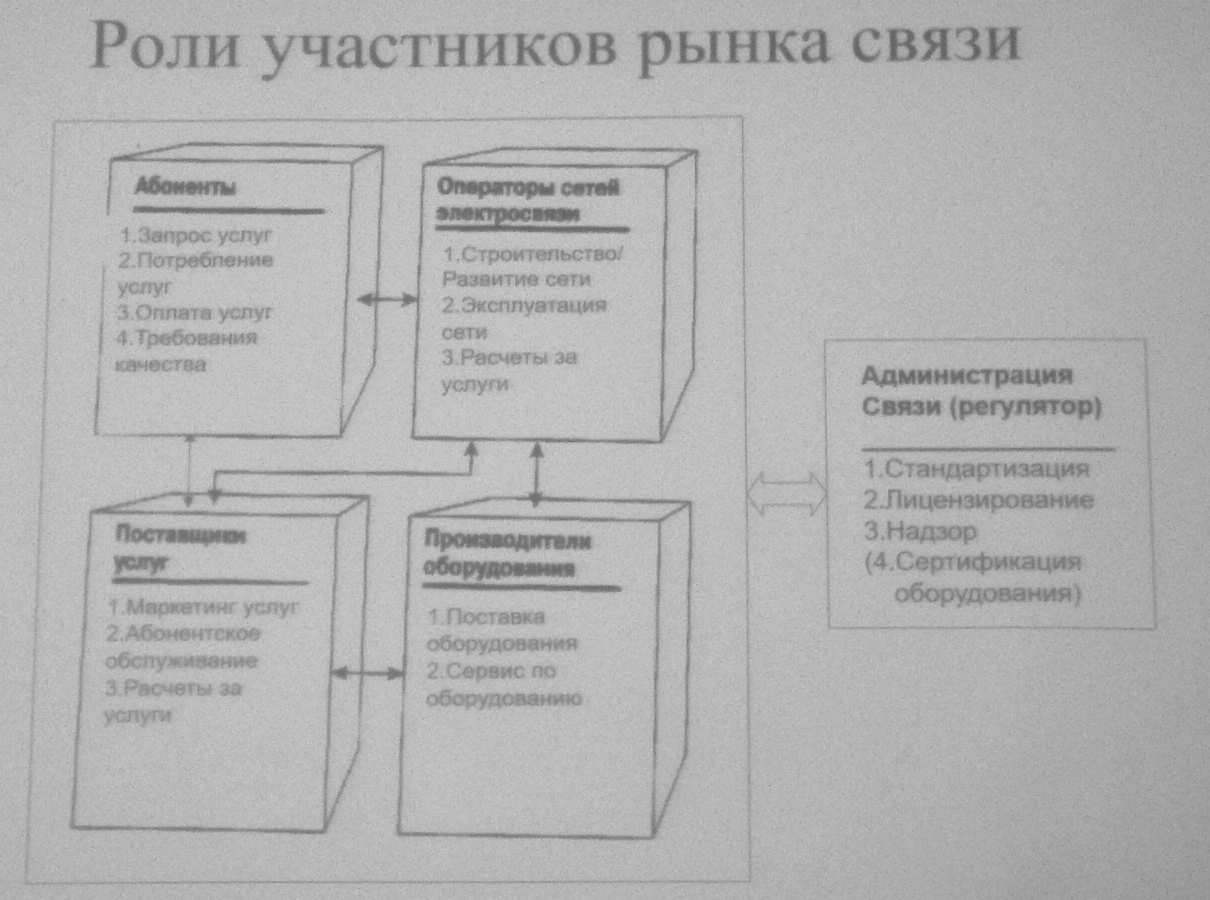 Роли участников рынка связи
Абоненты
1.Запрос услуг
2.Потребление
услуг
3.Оплата услуг
4.Требования
качества
Операторы сетей
электросвязи
1.Строительство/
Развитие сети
2.Эксплуатация
сети
3.Расчеты за
услуги
Поставщики
услуг
1.Маркетинг услуг
2.Абонентское
обслуживание
3.Расчеты за
услуги
Производители
оборудования
1.Поставка
оборудования
2.Сервис по
оборудованию
Администрация
Связи (регулятор)
1.Стандартизация
2.Лицензирование
3.Надзор
(4.Сертификация
оборудования)